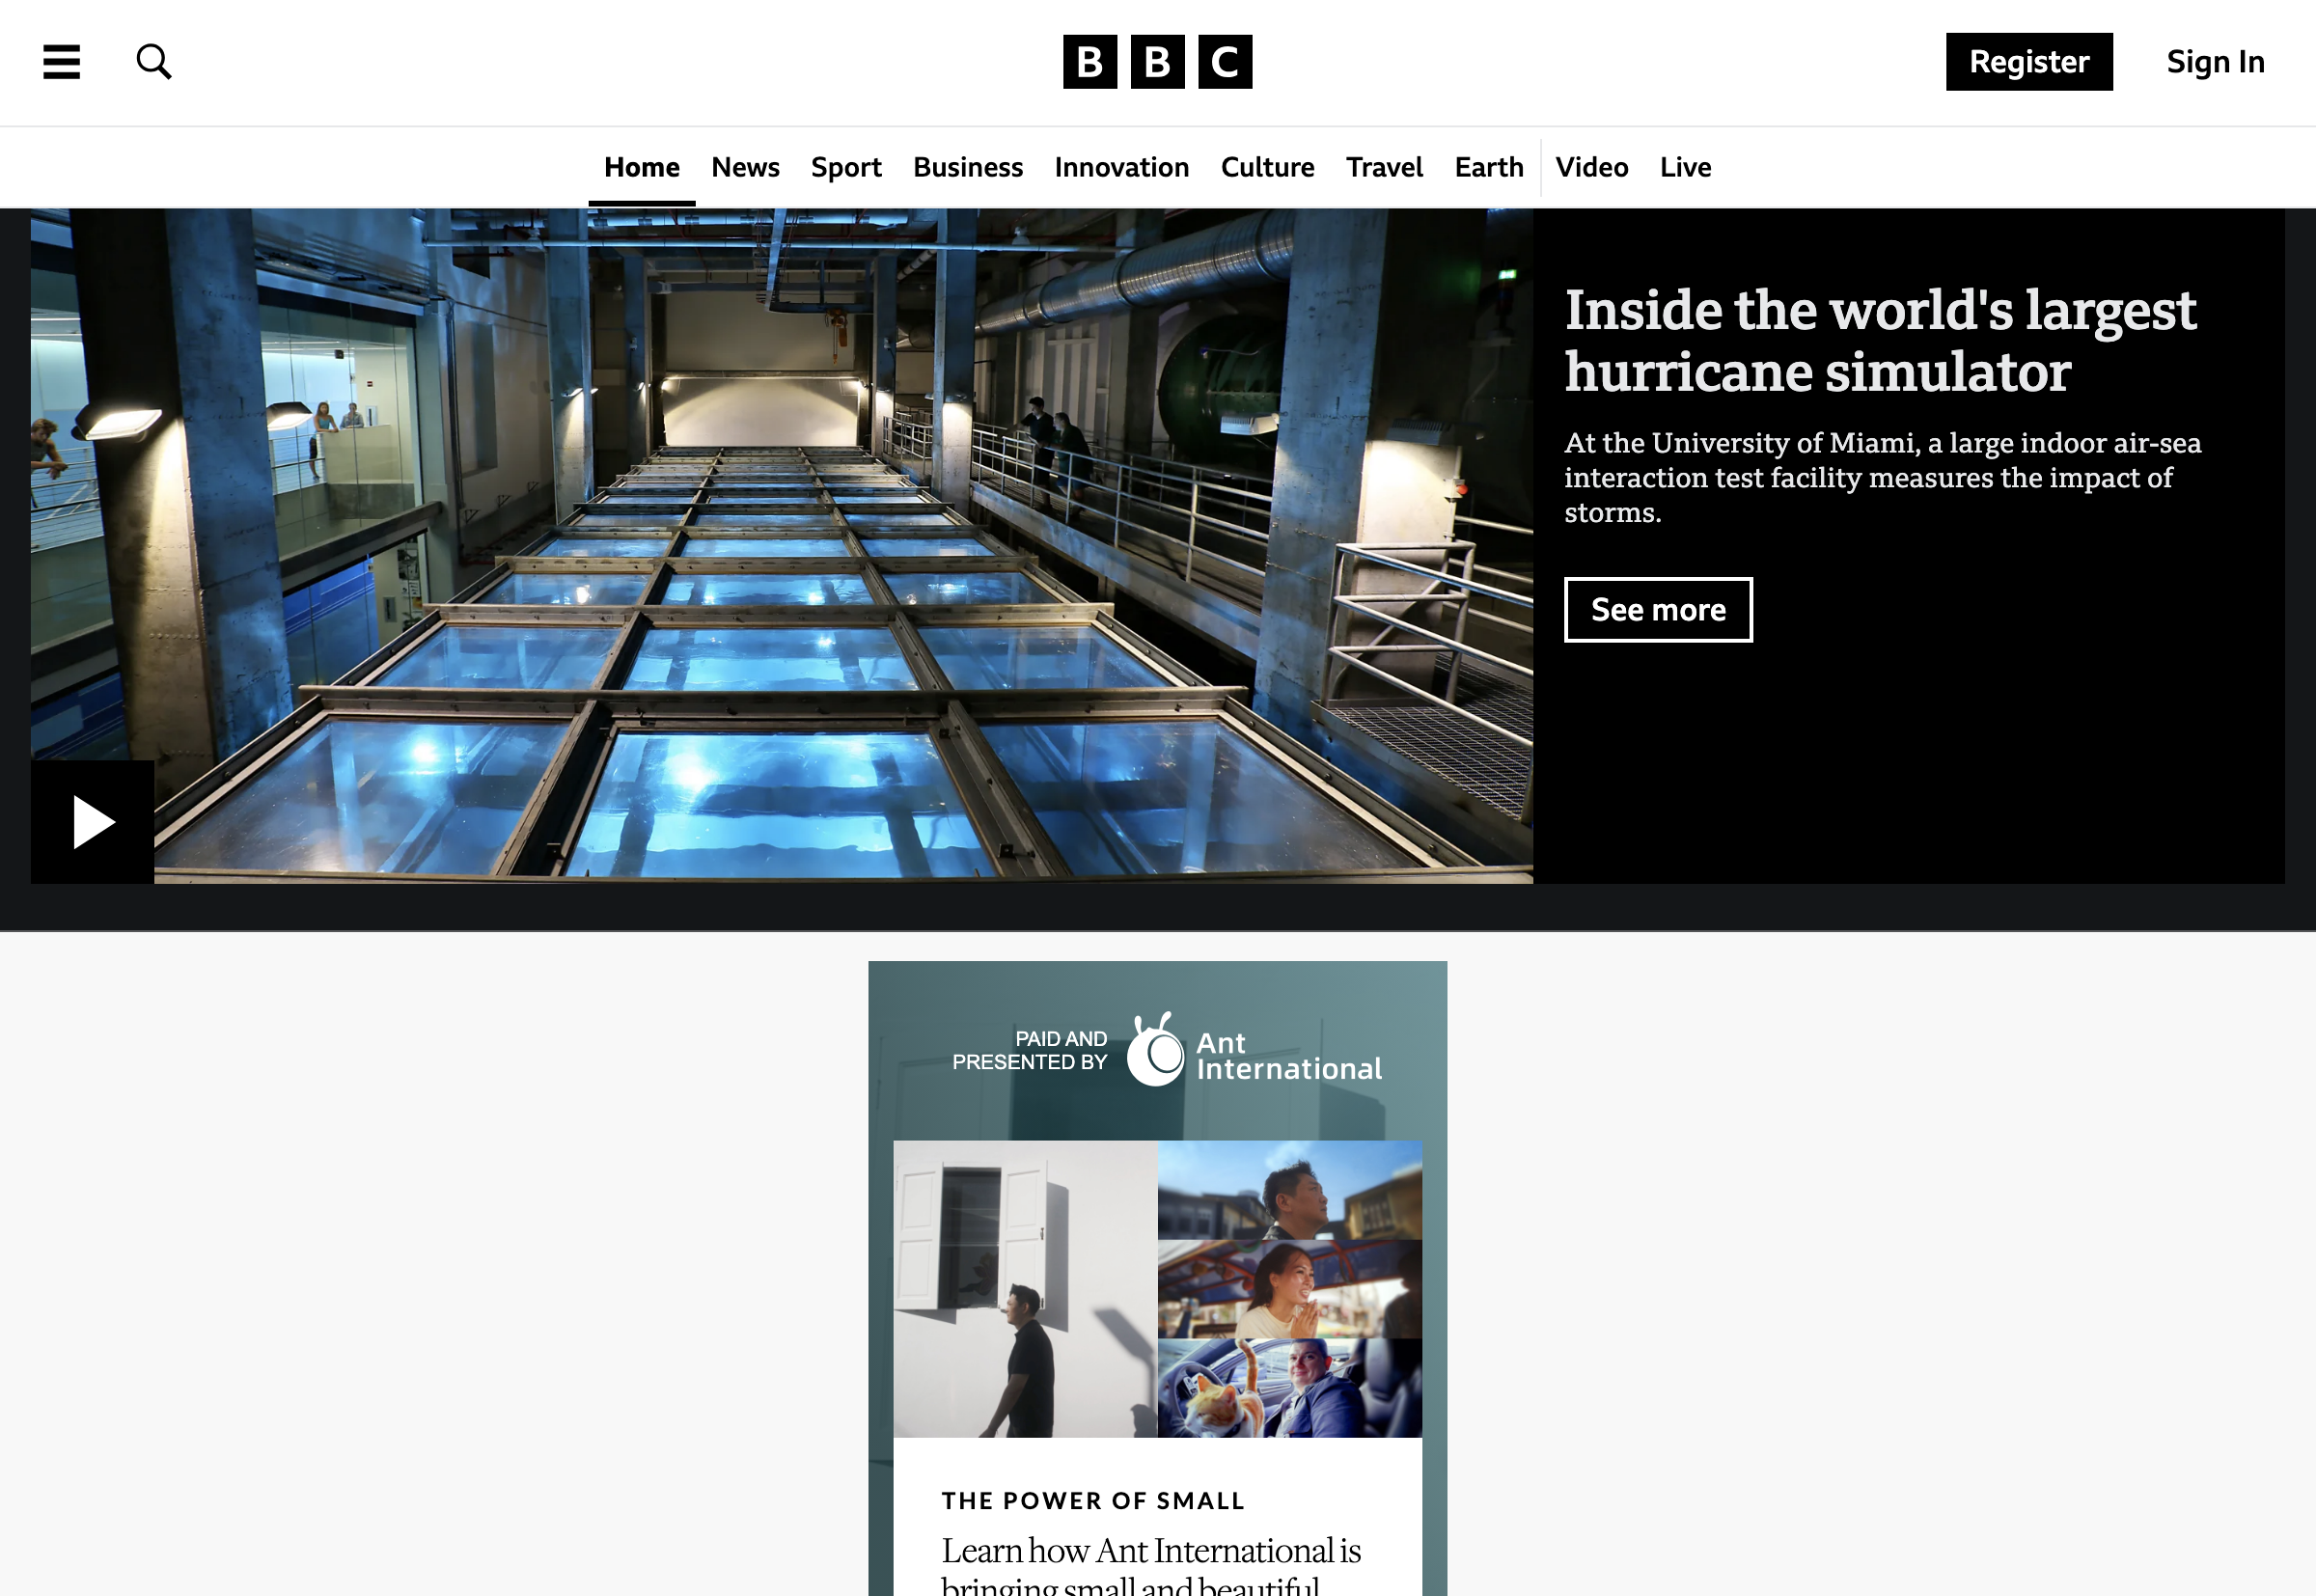 BBC
Register
Sign In
Home
News
Sport
Business
Innovation
Culture
Travel
Earth
Video
Live
Inside the world's largest
hurricane simulator
At the University of Miami, a large indoor air-sea
interaction test facility measures the impact of
storms.
See more
PAID AND
PRESENTED BY
Ant
International
THE POWER OF SMALL
Learn how Ant International is
bringing small and beautiful